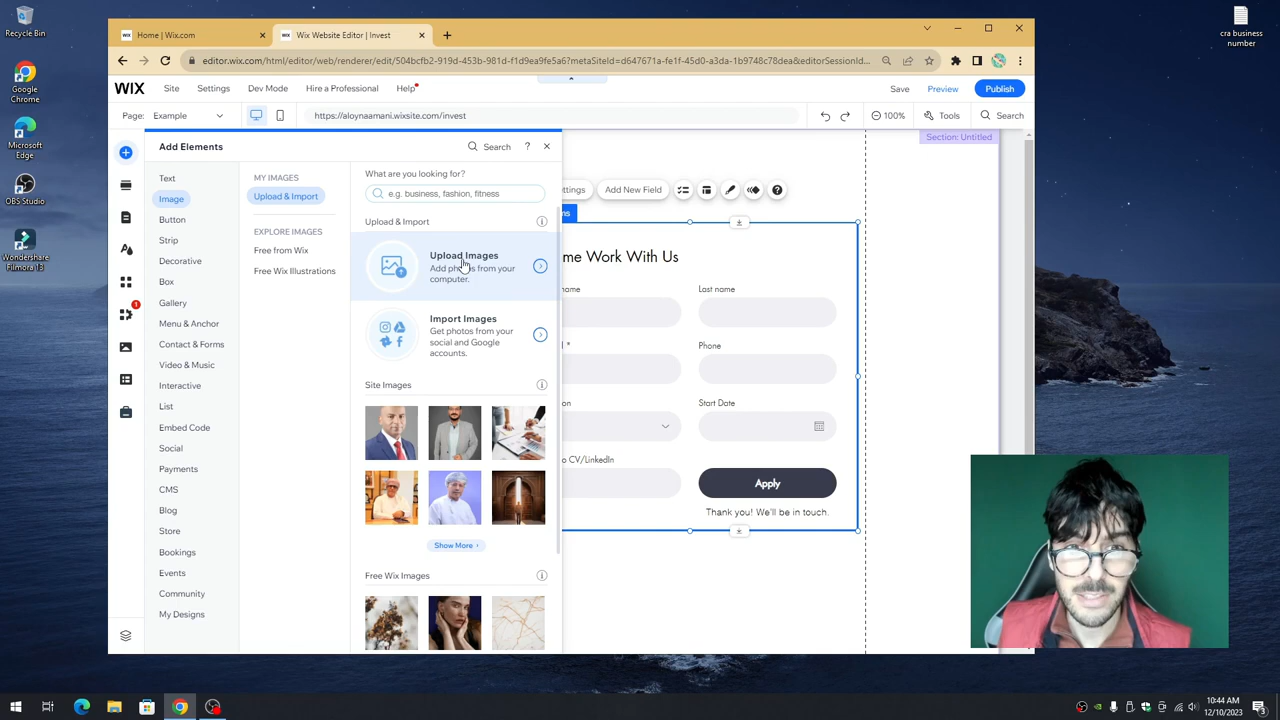 Recycle Bin
Google Chrome
Microsoft Edge
Studio
Wondershare Filmora 13
cra business number
Home | Wix.com
Wix Website Editor | Invest
editor.wix.com/html/editor/web/renderer/edit/504bcfb2-919d-453b-981d-f1d9ea9fe5a6?metaSiteId=d647671a-fe1f-45d0-a3da-1b9748c78dea&editorSessionId...
WIX
Site
Settings
Dev Mode
Hire a Professional
Help
Save
Preview
Publish
Page: Example
https://aloynaamani.wixsite.com/invest
100%
Tools
Search
Section: Untitled
Add Elements
Search
?
Text
Image
Button
Strip
Decorative
Box
Gallery
Menu & Anchor
Contact & Forms
Video & Music
Interactive
List
Embed Code
Social
Payments
CMS
Blog
Store
Bookings
Events
Community
My Designs
MY IMAGES
Upload & Import
EXPLORE IMAGES
Free from Wix
Free Wix Illustrations
What are you looking for?
e.g. business, fashion, fitness
Upload & Import
Upload Images
Add photos from your
computer.
Import Images
Get photos from your
social and Google
accounts.
Site Images
Show More
Free Wix Images
ettings
Add New Field
ms
me Work With Us
name
Last name
l *
Phone
ion
Start Date
o CV/LinkedIn
Apply
Thank you! We'll be in touch.
1
10:44 AM
12/10/2023
3